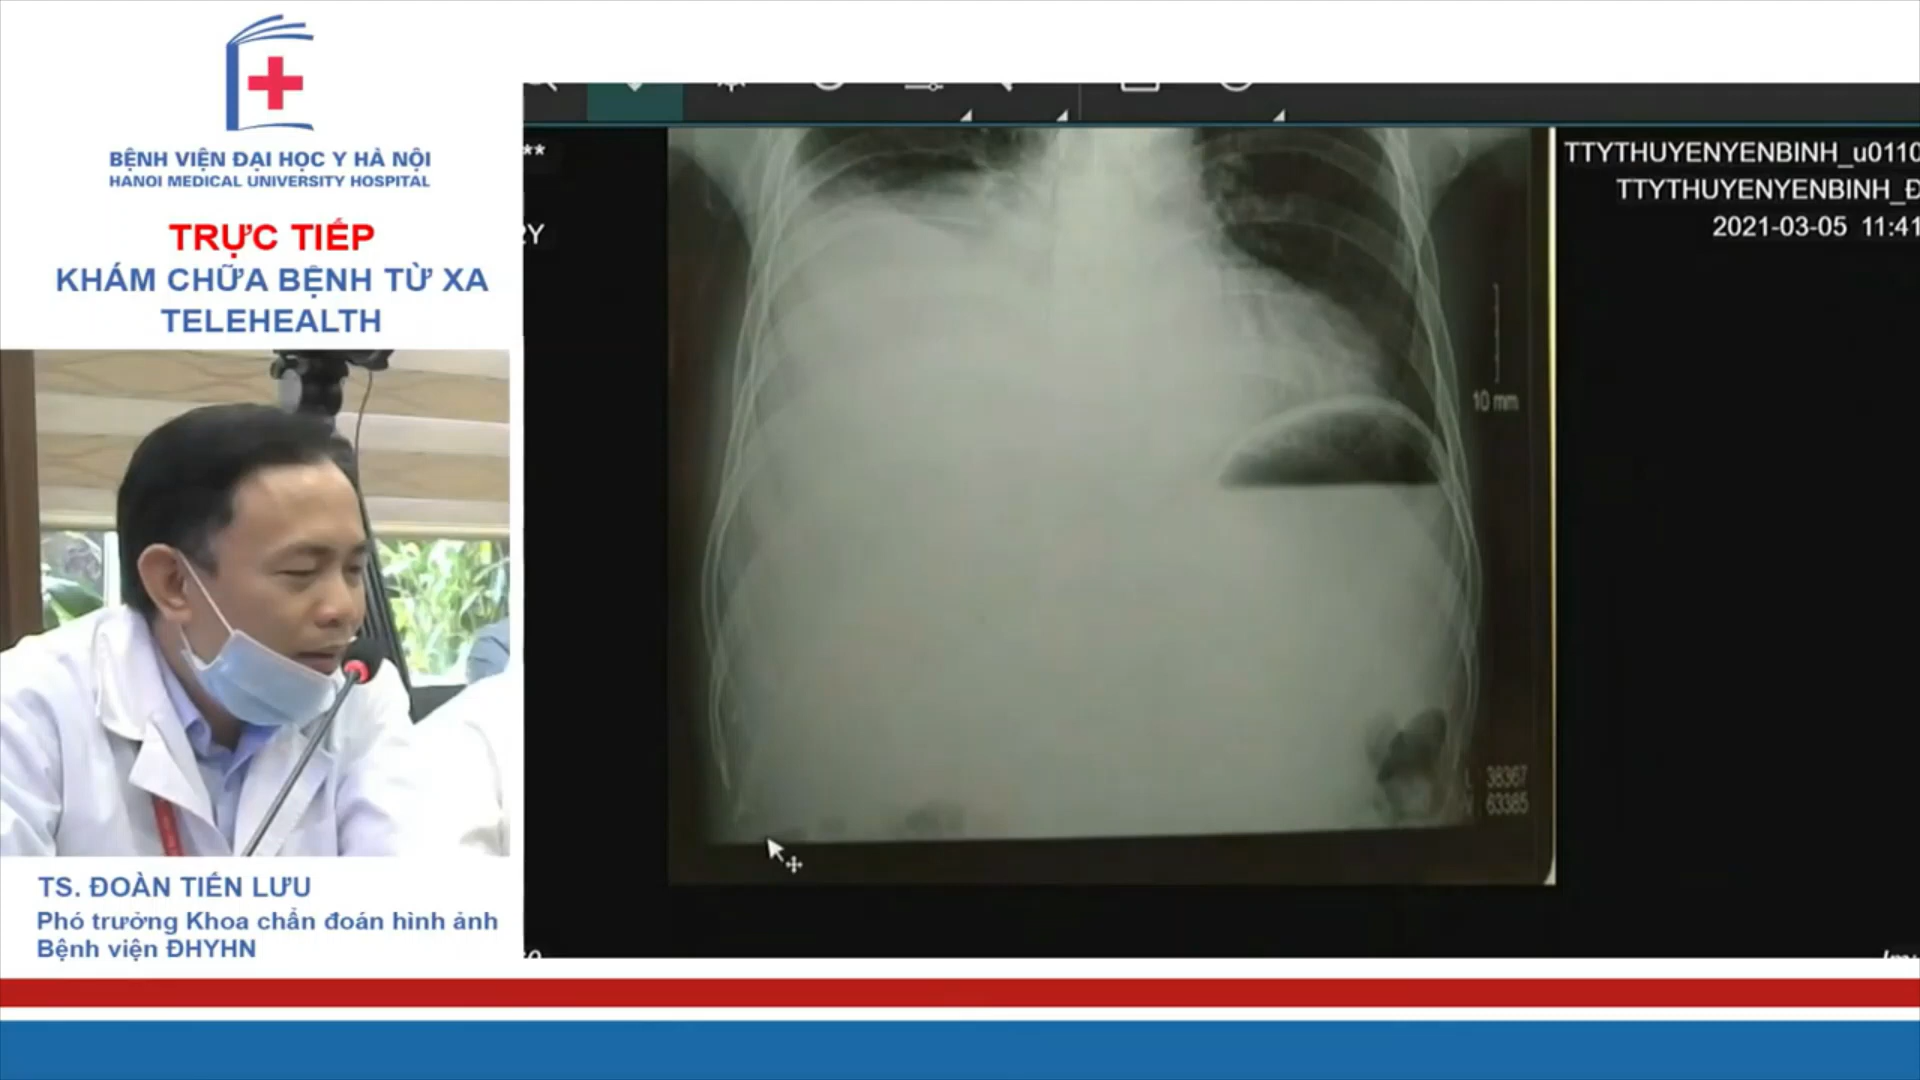 BỆNH VIỆN ĐẠI HỌC Y HÀ NỘI
HANOI MEDICAL UNIVERSITY HOSPITAL
TRỰC TIẾP
KHÁM CHỮA BỆNH TỪ XA
TELEHEALTH
TS. ĐOÀN TIẾN LƯU
Phó trưởng Khoa chẩn đoán hình ảnh
Bệnh viện ĐHYHN
**
TTYTHUYENYENBINH_u0110
TTYTHUYENYENBINH_Đ
2021-03-05 11:41
10 mm
L : 38367
W : 63385